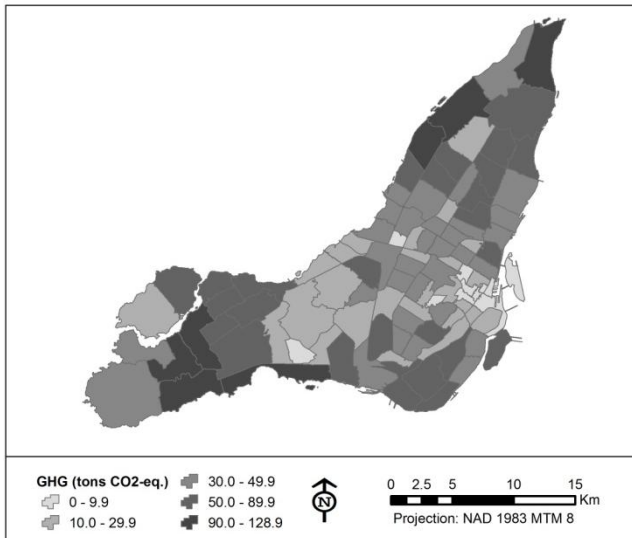 GHG (tons CO2-eq.)
0 - 9.9
10.0 - 29.9
30.0 - 49.9
50.0 - 89.9
90.0 - 128.9
N
0 2.5 5 10 15
Km
Projection: NAD 1983 MTM 8